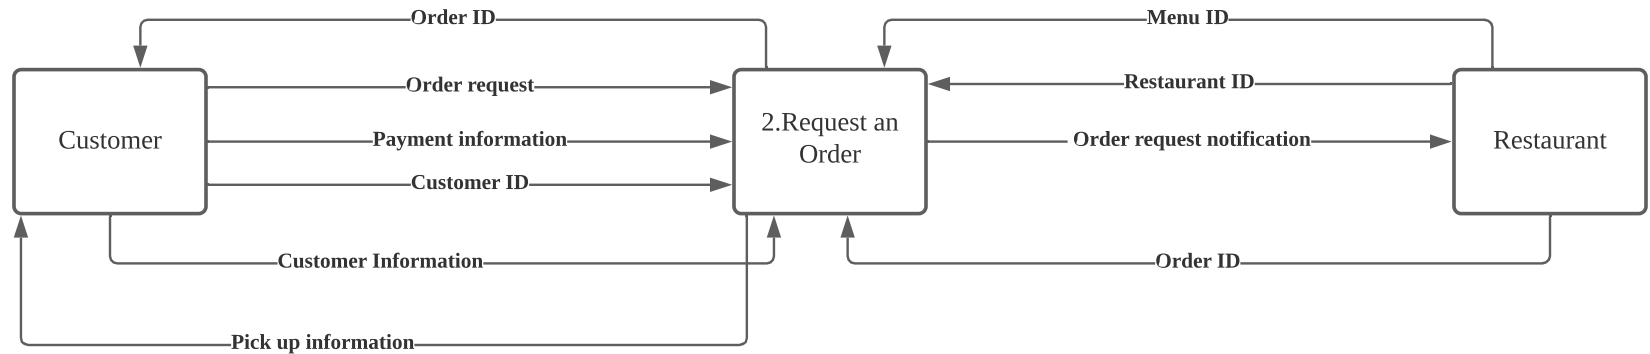 Order ID
Menu ID
Order request
Restaurant ID
Customer
Payment information
2.Request an
Order
Order request notification
Restaurant
Customer ID
Customer Information
Order ID
Pick up information